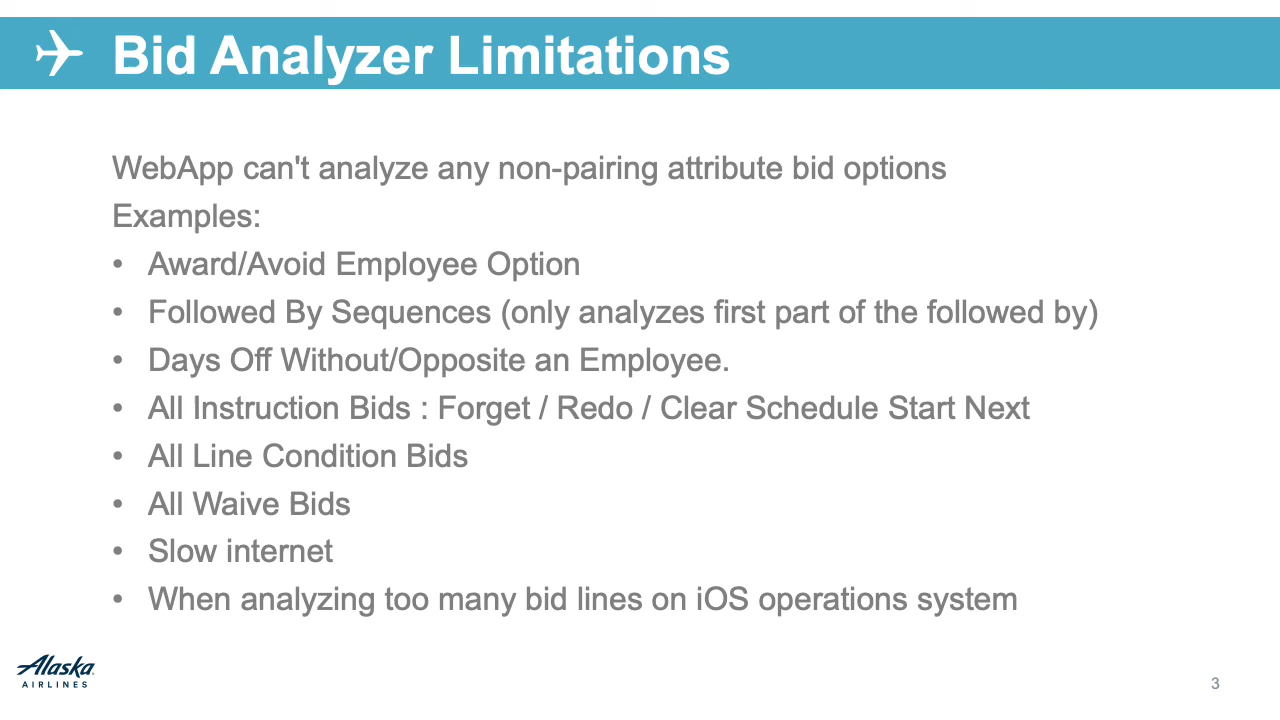 Bid Analyzer Limitations
WebApp can't analyze any non-pairing attribute bid options
Examples:
• Award/Avoid Employee Option
• Followed By Sequences (only analyzes first part of the followed by)
• Days Off Without/Opposite an Employee.
• All Instruction Bids : Forget / Redo / Clear Schedule Start Next
• All Line Condition Bids
• All Waive Bids
• Slow internet
• When analyzing too many bid lines on iOS operations system
Alaska
AIRLINES
3